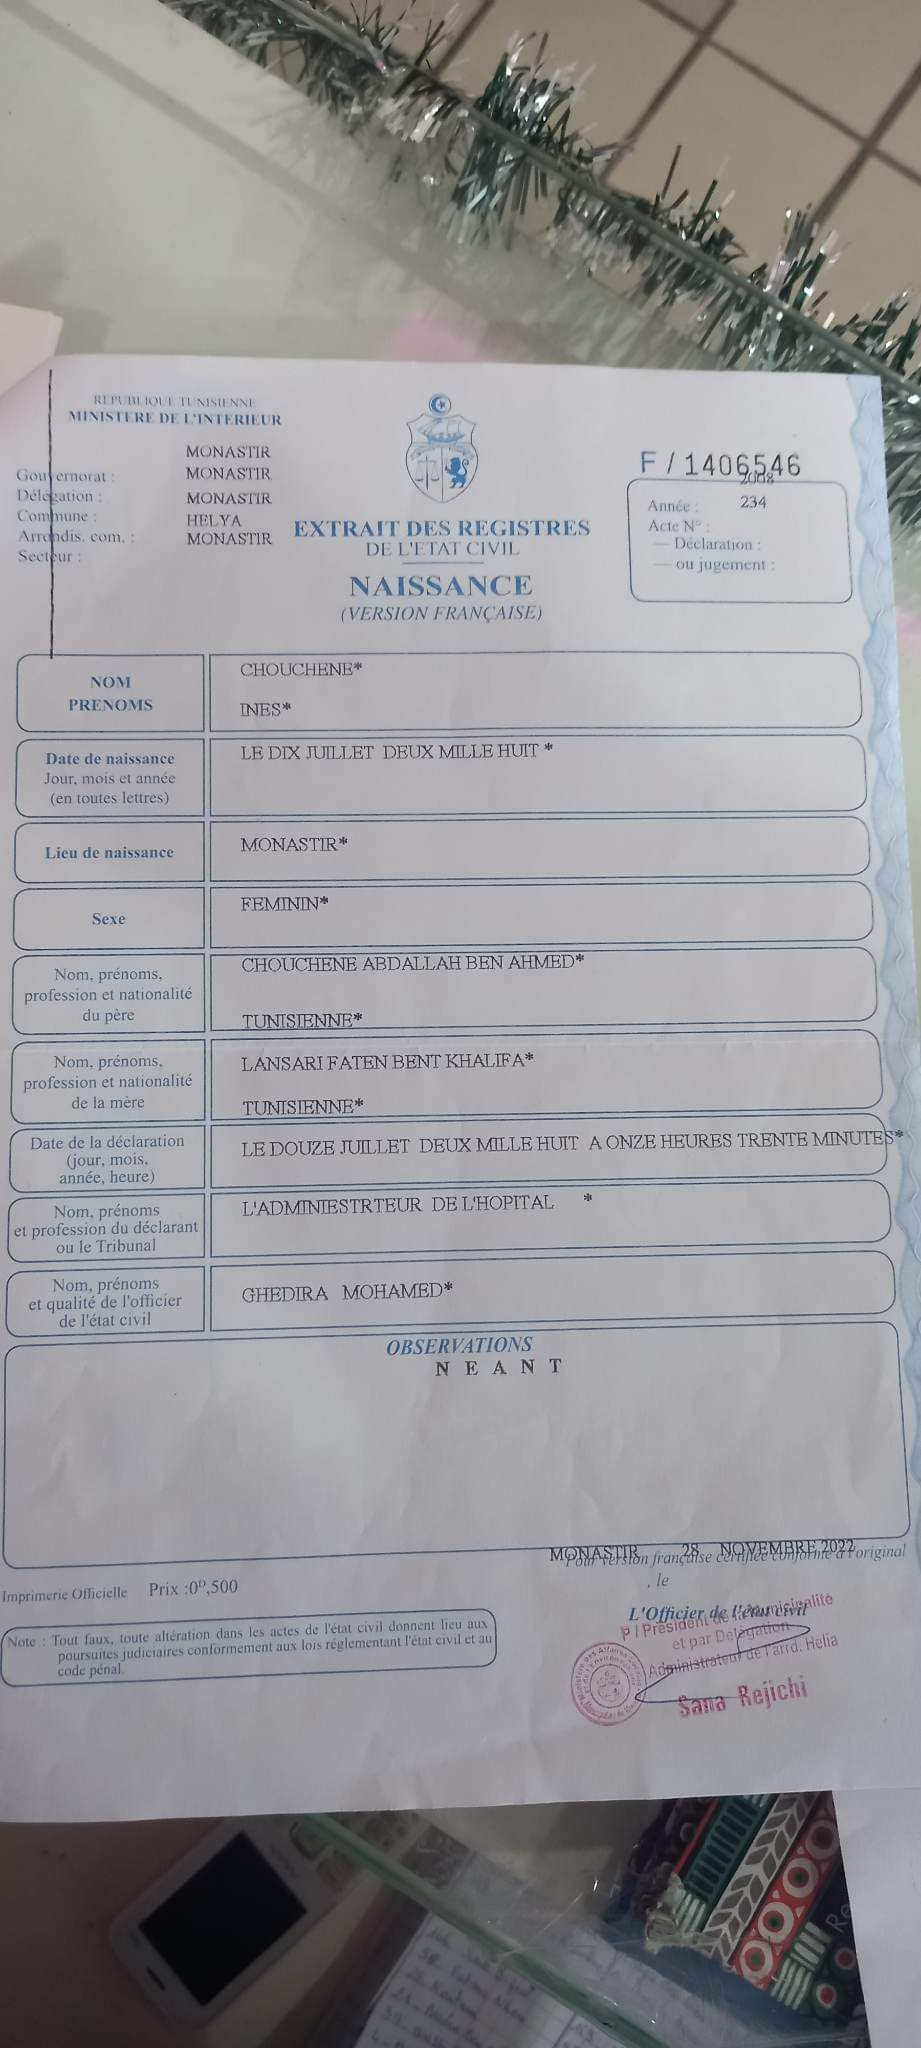 REPUBLIQUE TUNISIENNE
MINISTERE DE L'INTERIEUR
MONASTIR
Gouvernorat : MONASTIR
Délégation : MONASTIR
Commune : HELYA
Arrondis. com. : MONASTIR
Secteur :
EXTRAIT DES REGISTRES
DE L'ETAT CIVIL
NAISSANCE
(VERSION FRANÇAISE)
F / 1406546
2008
Année : 234
Acte N° :
— Déclaration :
— ou jugement :
NOM
PRENOMS
CHOUCHENE*
INES*
Date de naissance
Jour, mois et année
(en toutes lettres)
LE DIX JUILLET DEUX MILLE HUIT *
Lieu de naissance
MONASTIR*
Sexe
FEMININ*
Nom, prénoms,
profession et nationalité
du père
CHOUCHENE ABDALLAH BEN AHMED*
TUNISIENNE*
Nom, prénoms,
profession et nationalité
de la mère
LANSARI FATEN BENT KHALIFA*
TUNISIENNE*
Date de la déclaration
(jour, mois,
année, heure)
LE DOUZE JUILLET DEUX MILLE HUIT A ONZE HEURES TRENTE MINUTES*
Nom, prénoms
et profession du déclarant
ou le Tribunal
L'ADMINIESTRTEUR DE L'HOPITAL *
Nom, prénoms
et qualité de l'officier
de l'état civil
GHEDIRA MOHAMED*
OBSERVATIONS
N E A N T
MONASTIR 28 NOVEMBRE 2022
Pour version française certifiée conforme à l'original
, le
Imprimerie Officielle Prix :0ᴰ,500
L'Officier de l'état civil
P / Président de la Municipalité
et par Delégation
Administrateur de l'arrd. Helia
Sana Rejichi
Note : Tout faux, toute altération dans les actes de l'état civil donnent lieu aux
poursuites judiciaires conformement aux lois réglementant l'état civil et au
code pénal.